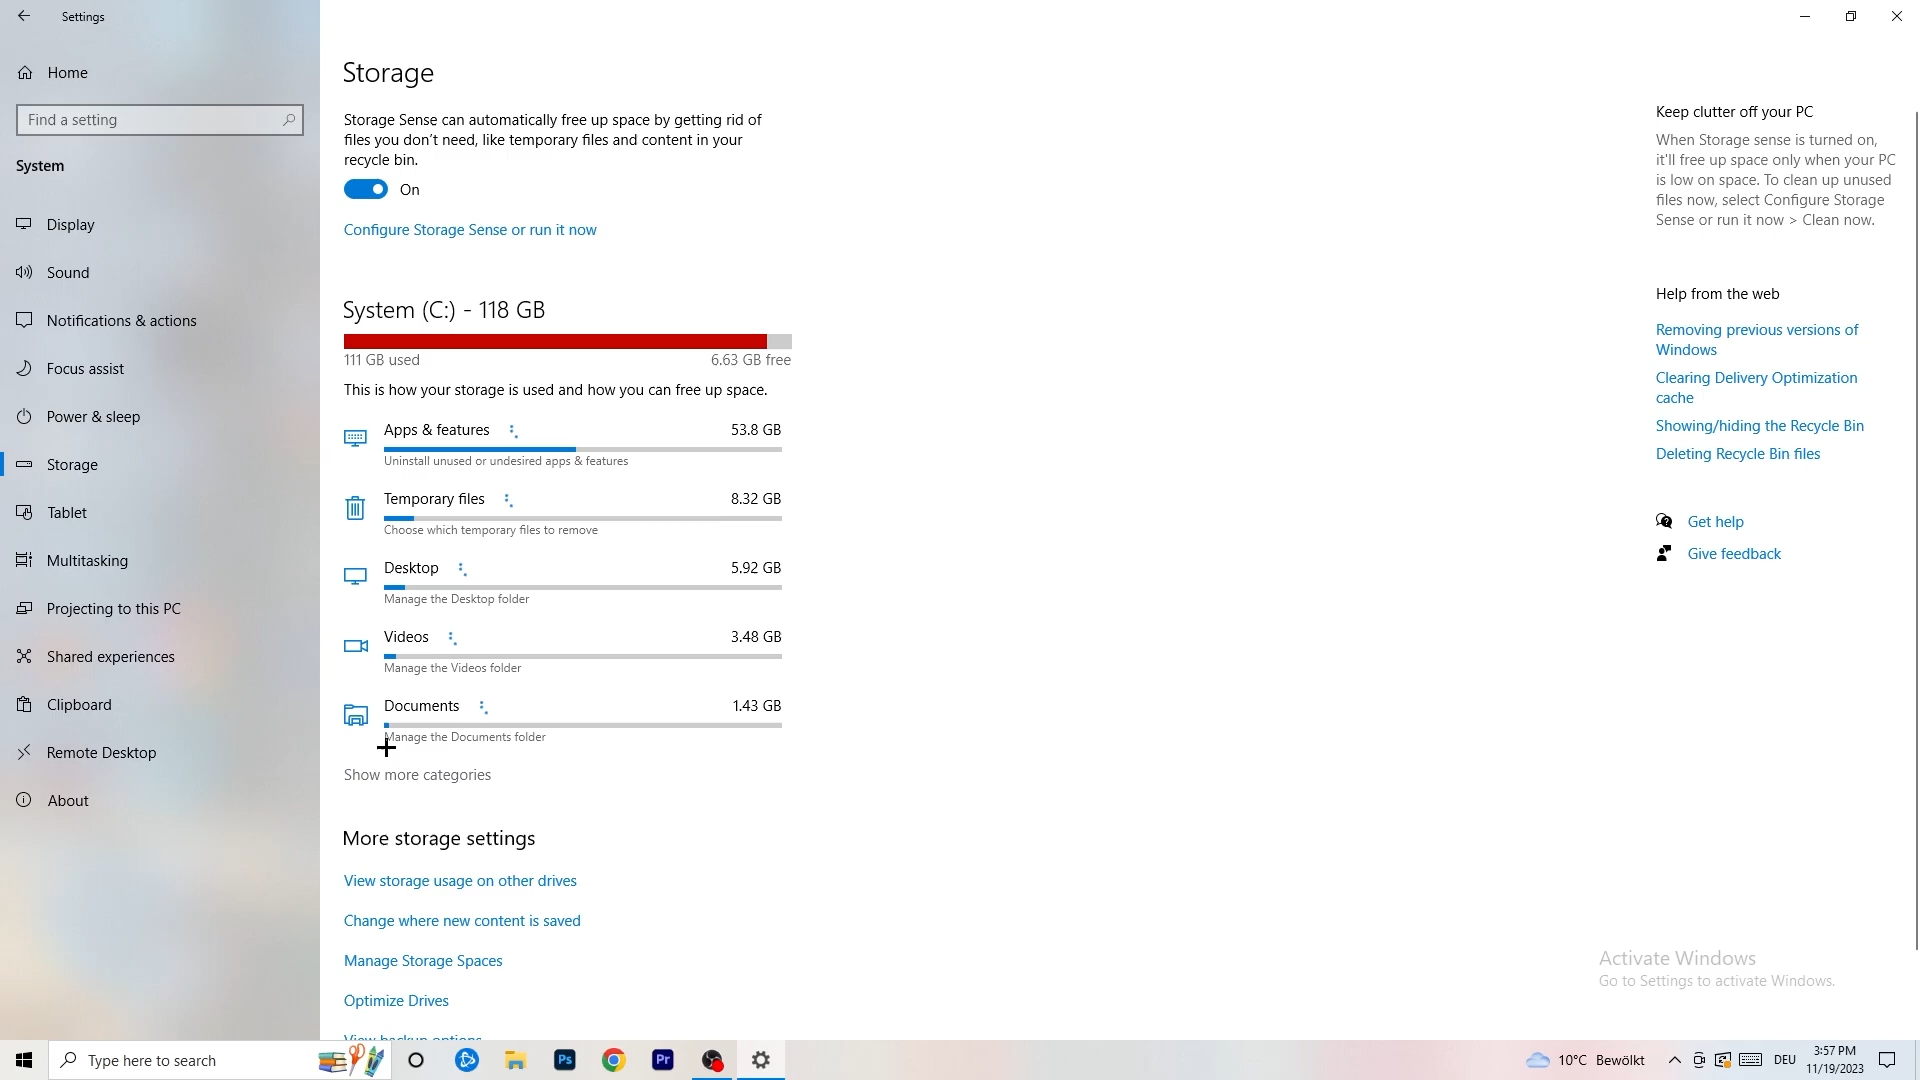 Settings
Home
Find a setting
System
Display
Sound
Notifications & actions
Focus assist
Power & sleep
Storage
Tablet
Multitasking
Projecting to this PC
Shared experiences
Clipboard
Remote Desktop
About
Storage
Storage Sense can automatically free up space by getting rid of
files you don't need, like temporary files and content in your
recycle bin.
On
Configure Storage Sense or run it now
System (C:) - 118 GB
111 GB used 6.63 GB free
This is how your storage is used and how you can free up space.
Apps & features 53.8 GB
Uninstall unused or undesired apps & features
Temporary files 8.32 GB
Choose which temporary files to remove
Desktop 5.92 GB
Manage the Desktop folder
Videos 3.48 GB
Manage the Videos folder
Documents 1.43 GB
Manage the Documents folder
Show more categories
More storage settings
View storage usage on other drives
Change where new content is saved
Manage Storage Spaces
Optimize Drives
View backup options
Keep clutter off your PC
When Storage sense is turned on,
it'll free up space only when your PC
is low on space. To clean up unused
files now, select Configure Storage
Sense or run it now > Clean now.
Help from the web
Removing previous versions of
Windows
Clearing Delivery Optimization
cache
Showing/hiding the Recycle Bin
Deleting Recycle Bin files
Get help
Give feedback
Activate Windows
Go to Settings to activate Windows.
Type here to search
Ps
Pr
10°C Bewölkt
DEU
3:57 PM
11/19/2023